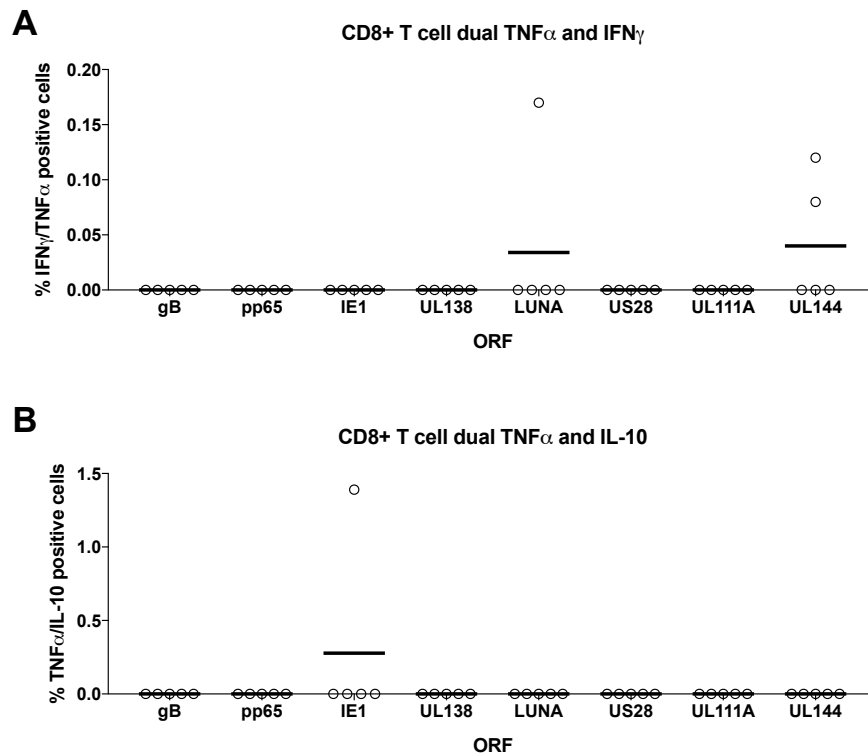 A
CD8+ T cell dual TNFα and IFNγ
% IFNγ/TNFα positive cells
0.20
0.15
0.10
0.05
0.00
gB pp65 IE1 UL138 LUNA US28 UL111A UL144
ORF
B
CD8+ T cell dual TNFα and IL-10
% TNFα/IL-10 positive cells
1.5
1.0
0.5
0.0
gB pp65 IE1 UL138 LUNA US28 UL111A UL144
ORF